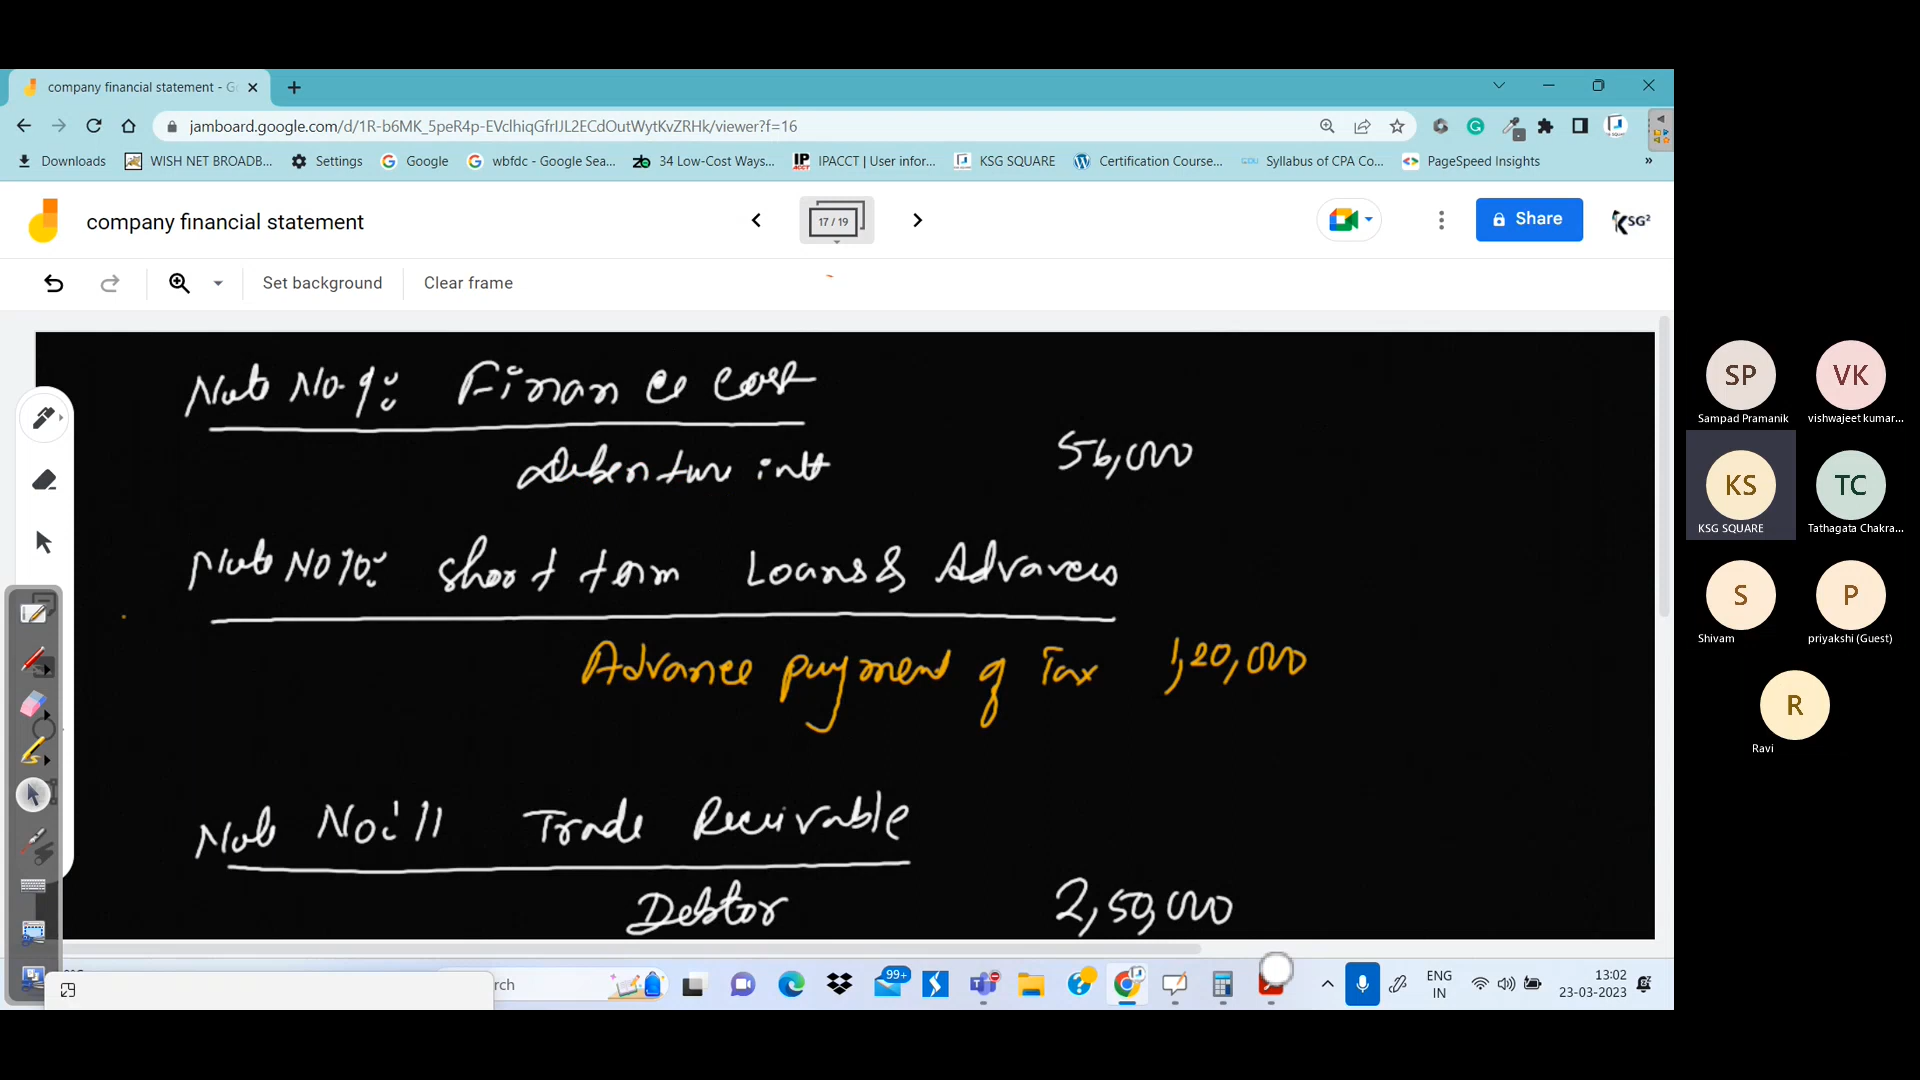 company financial statement - Go
jamboard.google.com/d/1R-b6MK_5peR4p-EVclhiqGfrIJL2ECdOutWytKvZRHk/viewer?f=16
Downloads WISH NET BROADB... Settings Google wbfdc - Google Sea... 34 Low-Cost Ways... IPACCT | User infor... KSG SQUARE Certification Course... Syllabus of CPA Co... PageSpeed Insights »
company financial statement
17 / 19
Share
KSG²
Set background Clear frame
Note No-9: Finance Cost
Debenture intt 56,000
Note No 10: Short term Loans & Advances
Advance payment of Tax 1,20,000
Note No: 11 Trade Receivable
Debtor 2,50,000
SP
Sampad Pramanik
VK
vishwajeet kumar...
KS
KSG SQUARE
TC
Tathagata Chakra...
S
Shivam
P
priyakshi (Guest)
R
Ravi
rch
99+
ENG
IN
13:02
23-03-2023